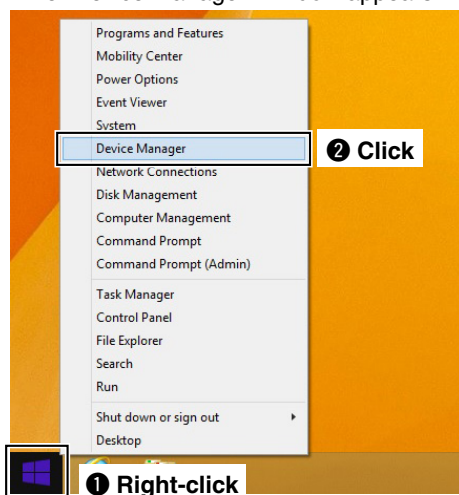 Programs and Features
Mobility Center
Power Options
Event Viewer
System
Device Manager
❷ Click
Network Connections
Disk Management
Computer Management
Command Prompt
Command Prompt (Admin)
Task Manager
Control Panel
File Explorer
Search
Run
Shut down or sign out
Desktop
❶ Right-click